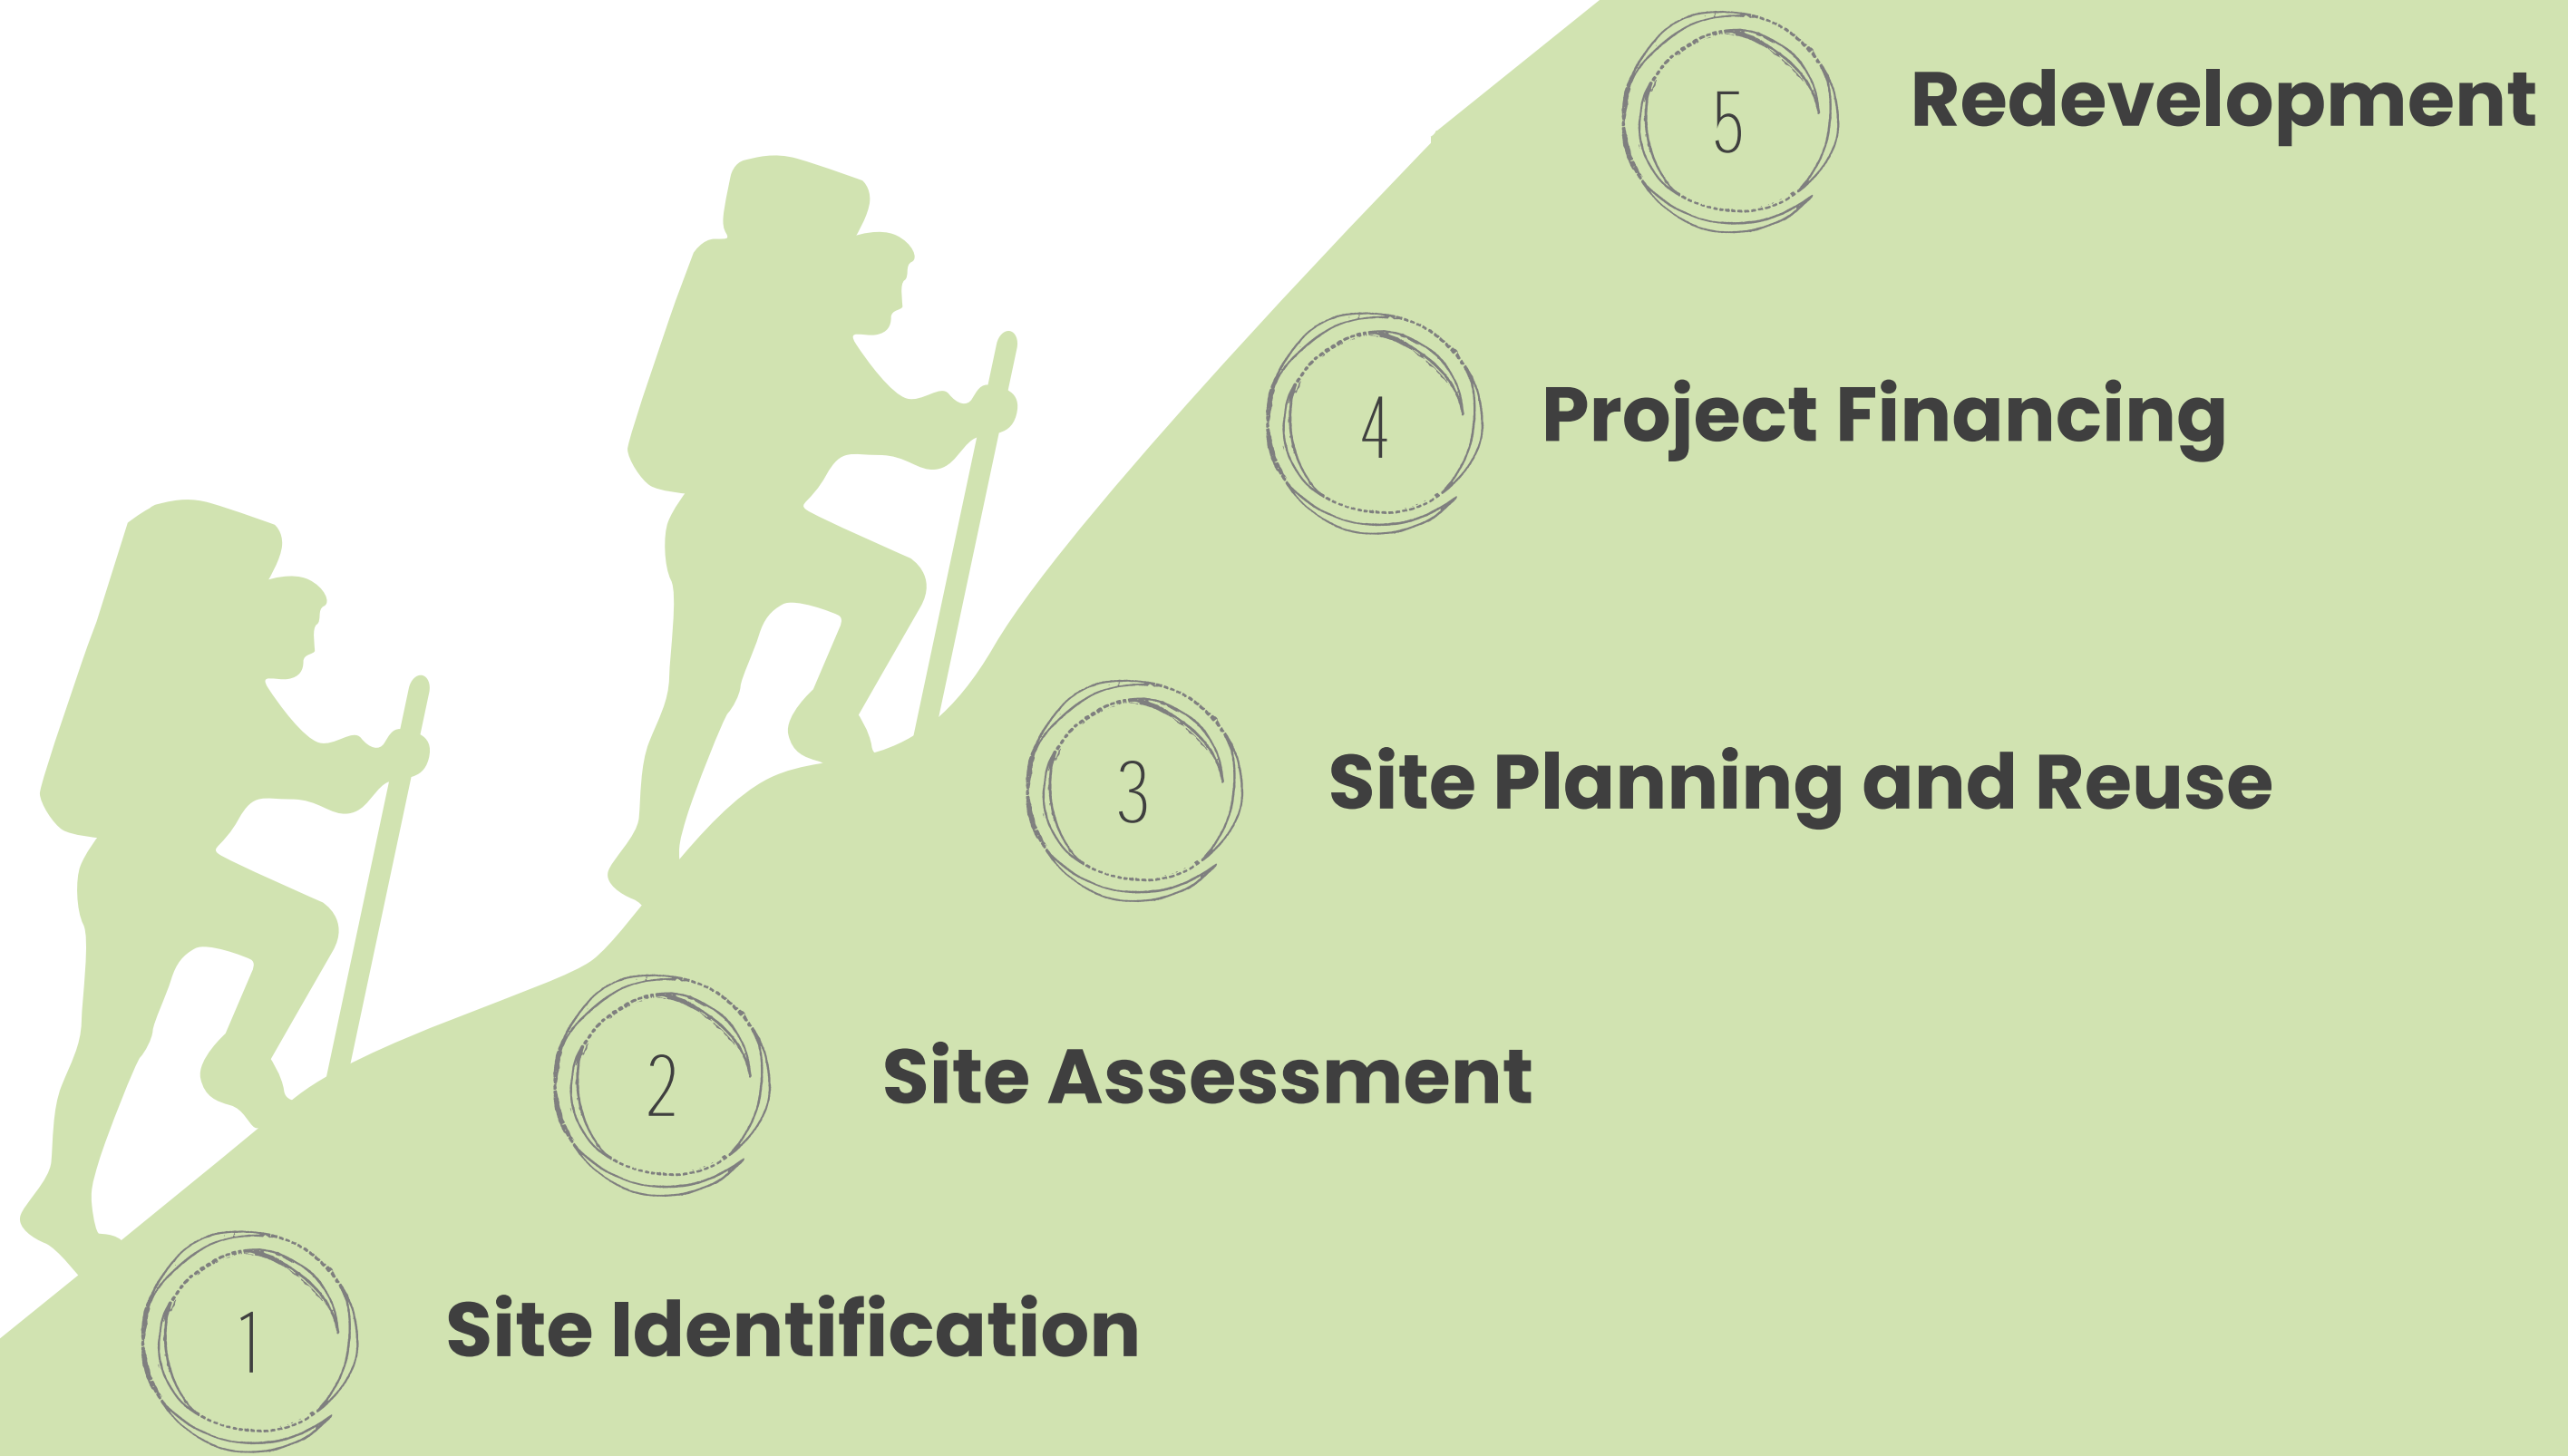 5 Redevelopment
4 Project Financing
3 Site Planning and Reuse
2 Site Assessment
1 Site Identification